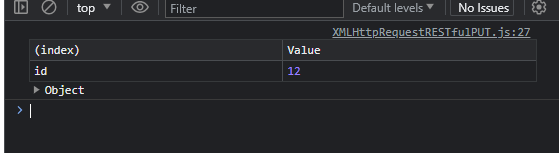 top Filter Default levels No Issues
XMLHttpRequestRESTfulPUT.js:27
(index) Value
id 12
Object